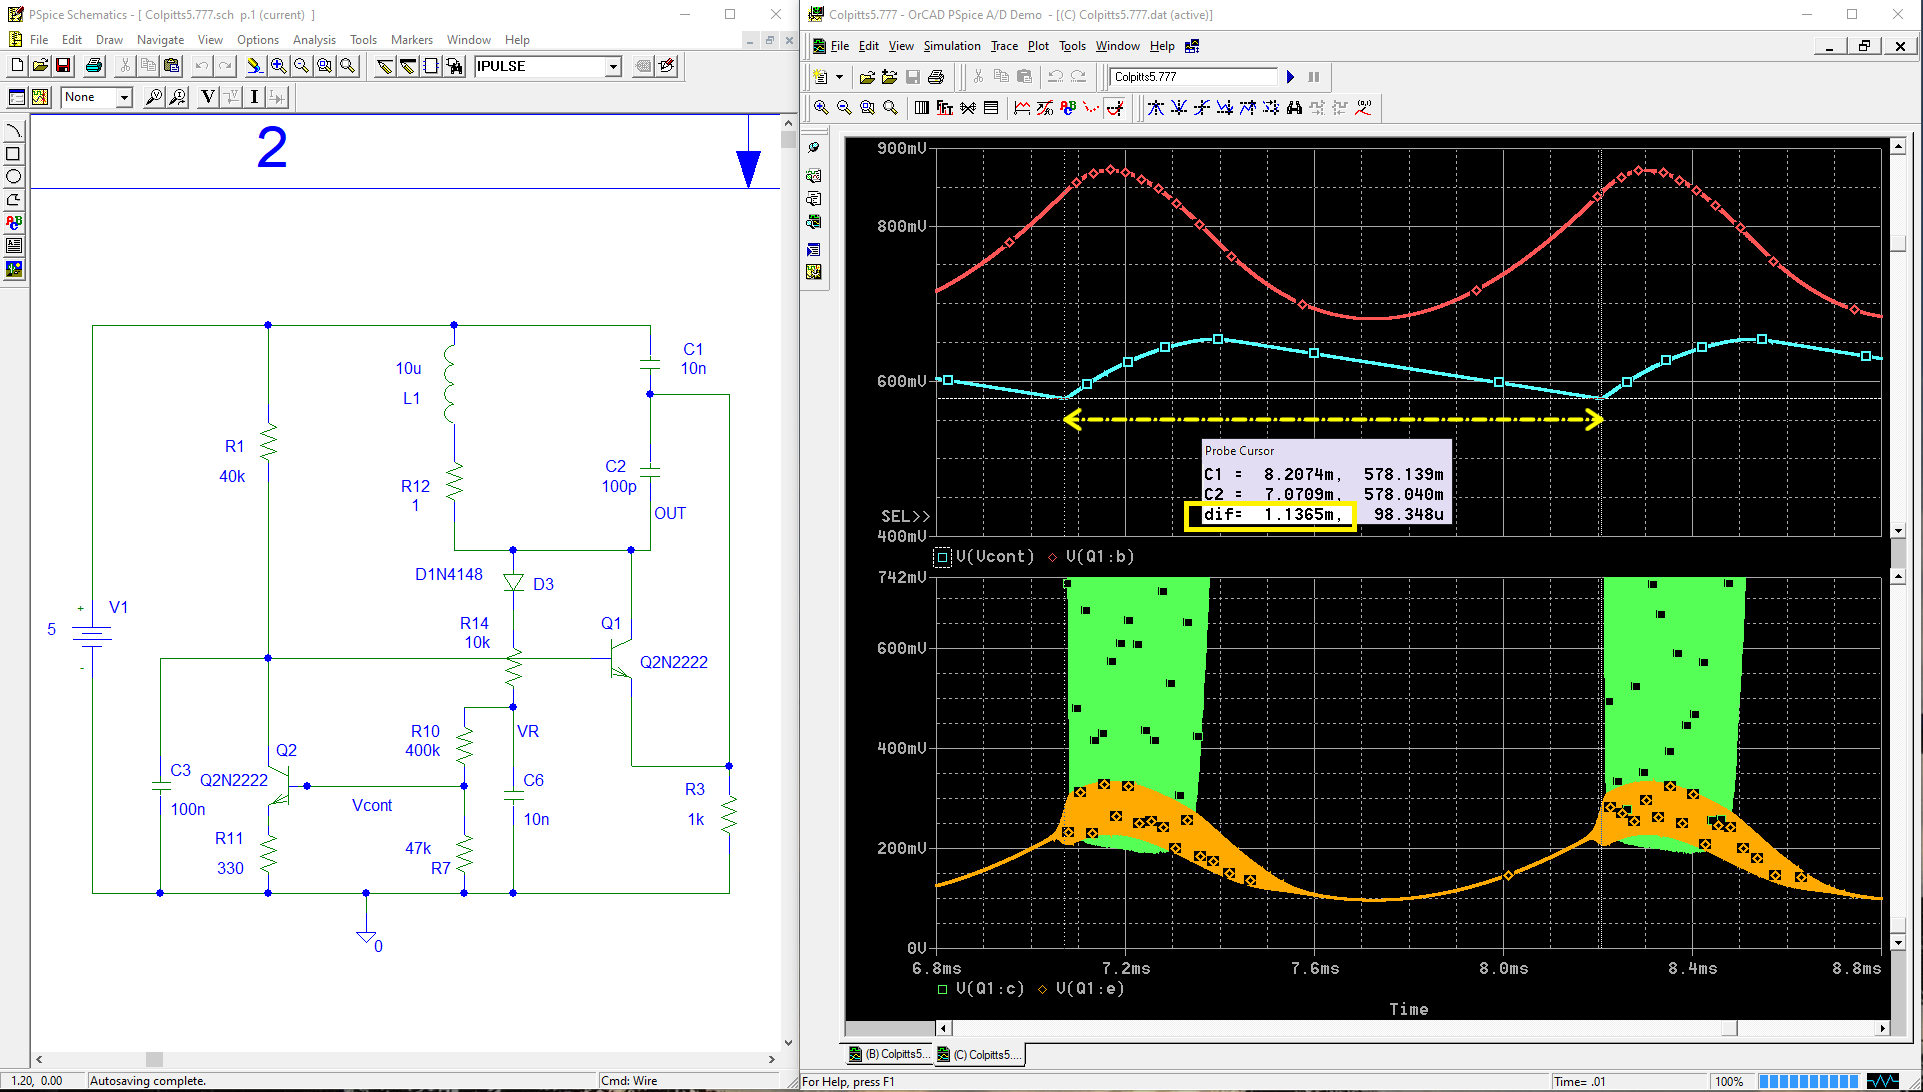 PSpice Schematics - [ Colpitts5.777.sch  p.1 (current)  ]
File Edit Draw Navigate View Options Analysis Tools Markers Window Help
IPULSE
None
V I
ABC
2
C1
10n
10u
L1
R1
40k
C2
100p
R12
1
OUT
D1N4148
D3
+ V1
5
-
R14
10k
Q1
Q2N2222
R10
400k
VR
Q2
Q2N2222
C3
100n
Vcont
C6
10n
R3
1k
R11
330
47k
R7
0
1.20, 0.00 Autosaving complete. Cmd: Wire
Colpitts5.777 - OrCAD PSpice A/D Demo - [(C) Colpitts5.777.dat (active)]
File Edit View Simulation Trace Plot Tools Window Help
Colpitts5.777
900mV
800mV
600mV
SEL>>
400mV
Probe Cursor
C1 = 8.2074m, 578.139m
C2 = 7.0709m, 578.040m
dif= 1.1365m, 98.348u
V(Vcont) V(Q1:b)
742mV
600mV
400mV
200mV
0V
6.8ms 7.2ms 7.6ms 8.0ms 8.4ms 8.8ms
V(Q1:c) V(Q1:e)
Time
(B) Colpitts5... (C) Colpitts5....
For Help, press F1 Time= .01 100%